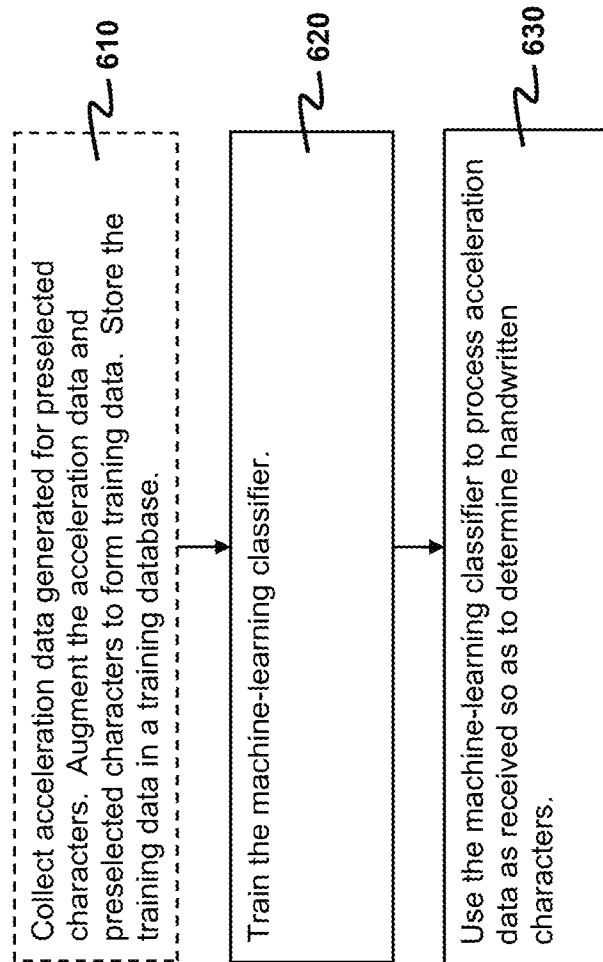 Collect acceleration data generated for preselected
characters. Augment the acceleration data and
preselected characters to form training data. Store the
training data in a training database.
610
Train the machine-learning classifier.
620
Use the machine-learning classifier to process acceleration
data as received so as to determine handwritten
characters.
630